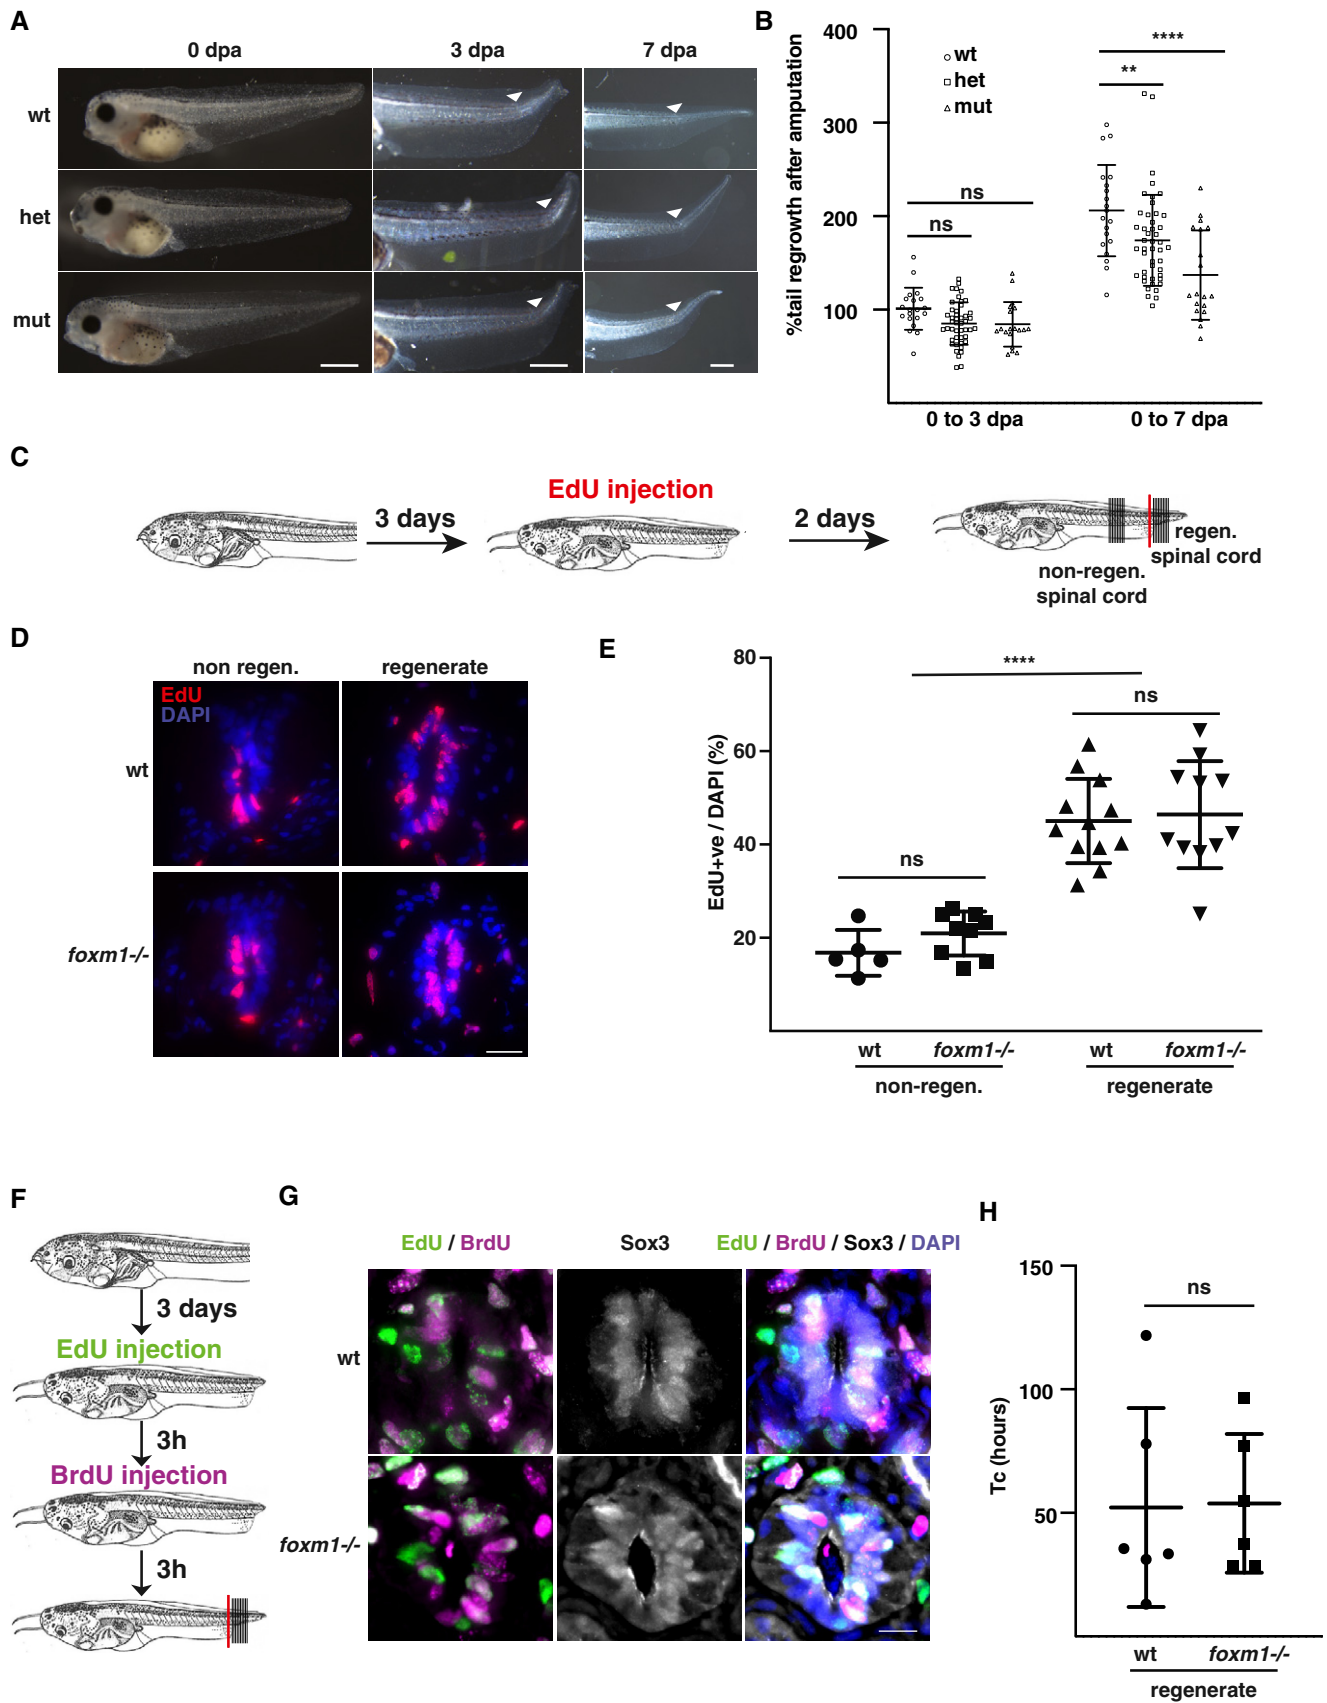 A
0 dpa
3 dpa
7 dpa
wt
het
mut
B
%tail regrowth after amputation
400
300
200
100
wt
het
mut
ns
ns
****
**
0 to 3 dpa
0 to 7 dpa
C
3 days
EdU injection
2 days
regen.
spinal cord
non-regen.
spinal cord
D
non regen.
regenerate
EdU
DAPI
wt
foxm1-/-
E
EdU+ve / DAPI (%)
80
60
40
20
****
ns
ns
wt
foxm1-/-
wt
foxm1-/-
non-regen.
regenerate
F
3 days
EdU injection
3h
BrdU injection
3h
G
EdU / BrdU
Sox3
EdU / BrdU / Sox3 / DAPI
wt
foxm1-/-
H
Tc (hours)
150
100
50
ns
wt
foxm1-/-
regenerate